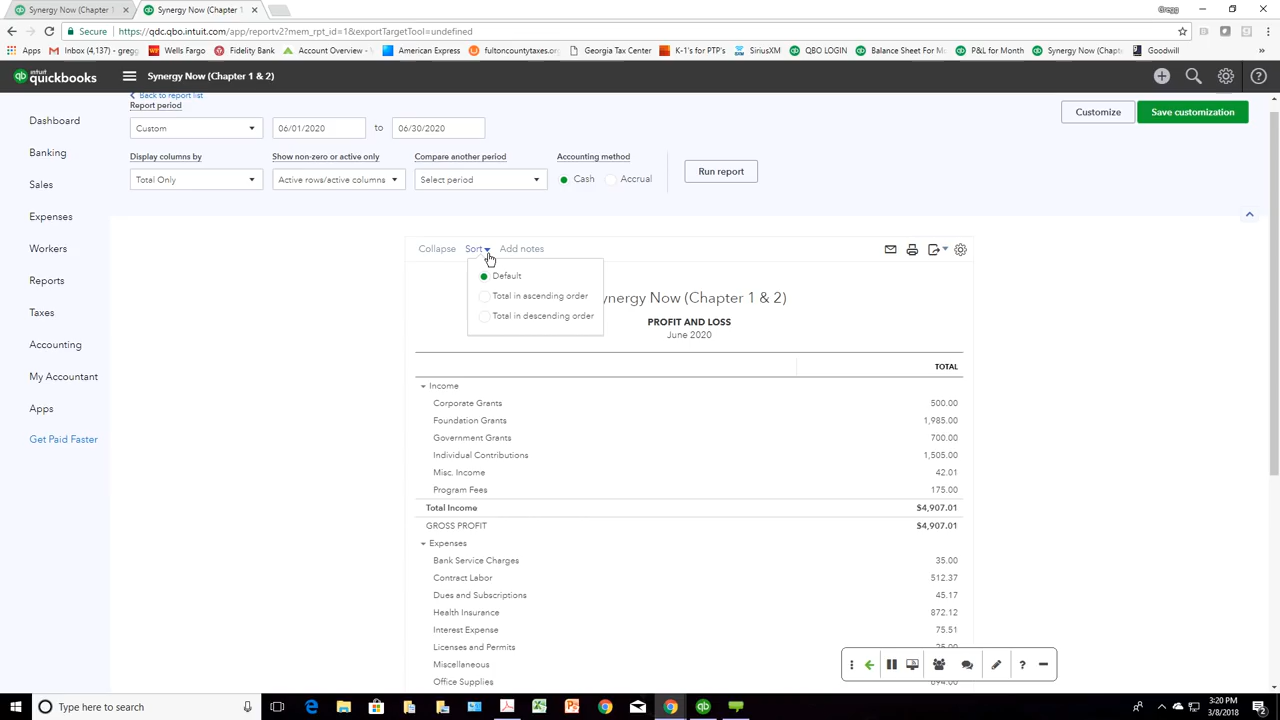 Synergy Now (Chapter 1 &
Synergy Now (Chapter 1
Gregg
Secure
https://qdc.qbo.intuit.com/app/reportv2?mem_rpt_id=1&exportTargetTool=undefined
Apps
Inbox (4,137) - gregg
Wells Fargo
Fidelity Bank
Account Overview -
American Express
fultoncountytaxes.org
Georgia Tax Center
K-1's for PTP's
SiriusXM
QBO LOGIN
Balance Sheet For M
P&L for Month
Synergy Now (Chapt
Goodwill
»
intuit
quickbooks
Synergy Now (Chapter 1 & 2)
Dashboard
Banking
Sales
Expenses
Workers
Reports
Taxes
Accounting
My Accountant
Apps
Get Paid Faster
Back to report list
Report period
Custom
06/01/2020
to
06/30/2020
Customize
Save customization
Display columns by
Show non-zero or active only
Compare another period
Accounting method
Total Only
Active rows/active columns
Select period
Cash
Accrual
Run report
Collapse
Sort
Add notes
Default
Total in ascending order
Total in descending order
ynergy Now (Chapter 1 & 2)
PROFIT AND LOSS
June 2020
TOTAL
Income
Corporate Grants 500.00
Foundation Grants 1,985.00
Government Grants 700.00
Individual Contributions 1,505.00
Misc. Income 42.01
Program Fees 175.00
Total Income $4,907.01
GROSS PROFIT $4,907.01
Expenses
Bank Service Charges 35.00
Contract Labor 512.37
Dues and Subscriptions 45.17
Health Insurance 872.12
Interest Expense 75.51
Licenses and Permits
Miscellaneous
Office Supplies
Type here to search
3:20 PM
3/8/2018